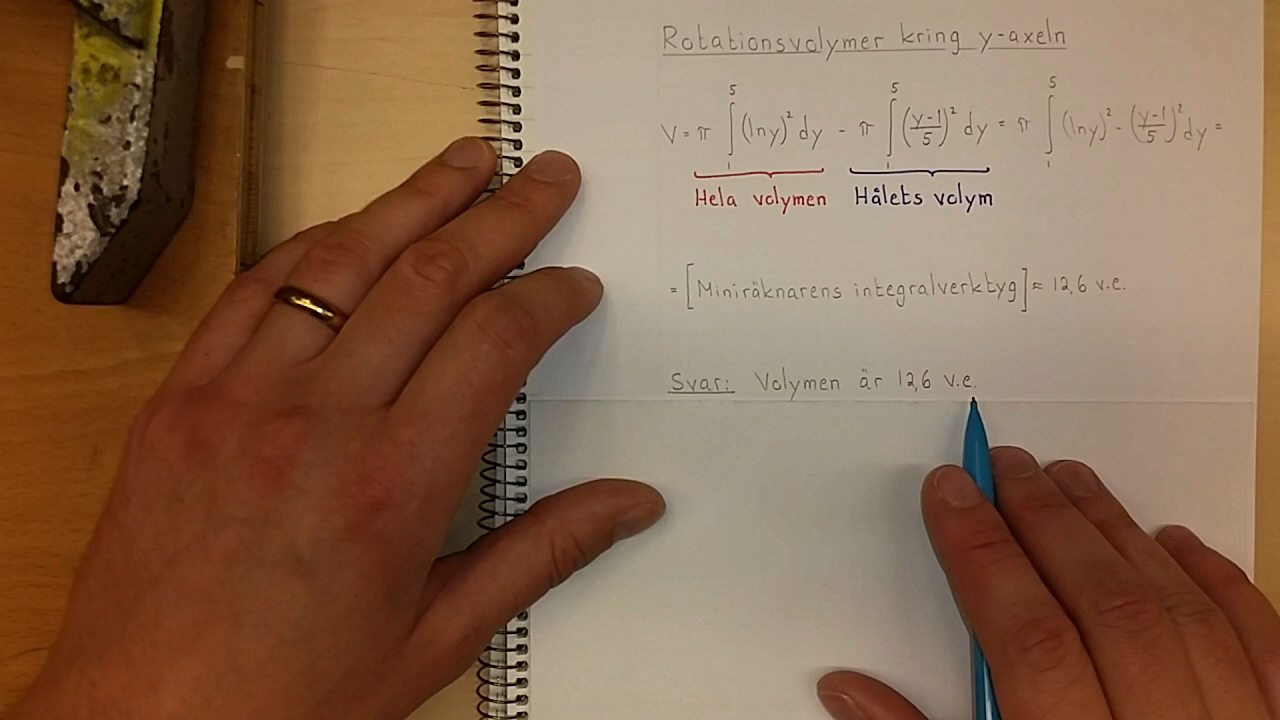 Rotationsvolymer kring y-axeln
V = π ∫₁⁵ (ln y)² dy - π ∫₁⁵ ((y-1)/5)² dy = π ∫₁⁵ (ln y)² - ((y-1)/5)² dy =
Hela volymen Hålets volym
= [Miniräknarens integralverktyg] ≈ 12,6 v.e.
Svar: Volymen är 12,6 v.e.